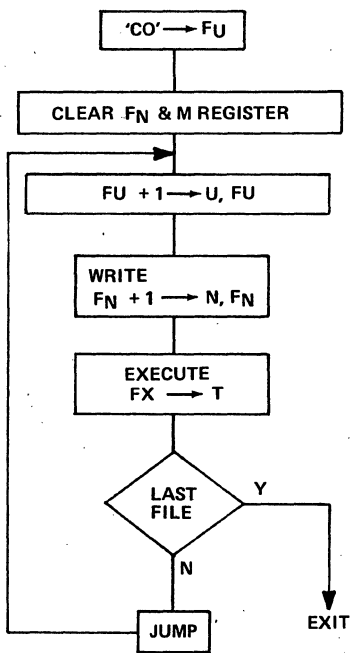 'CO' → FU
CLEAR FN & M REGISTER
FU + 1 → U, FU
WRITE
FN + 1 → N, FN
EXECUTE
FX → T
LAST
FILE
Y
N
EXIT
JUMP